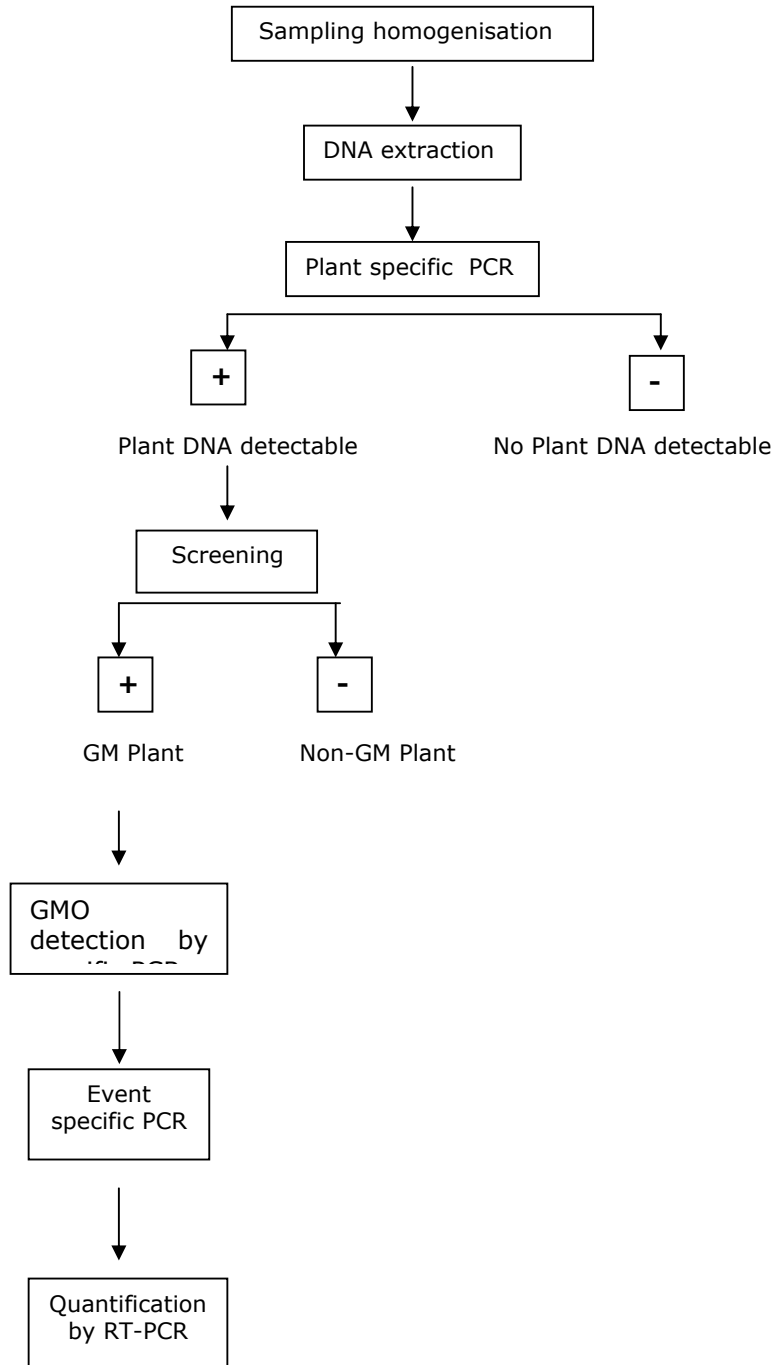 Sampling homogenisation
DNA extraction
Plant specific PCR
+
-
Plant DNA detectable
No Plant DNA detectable
Screening
+
-
GM Plant
Non-GM Plant
GMO
detection by
PCR
Event
specific PCR
Quantification
by RT-PCR